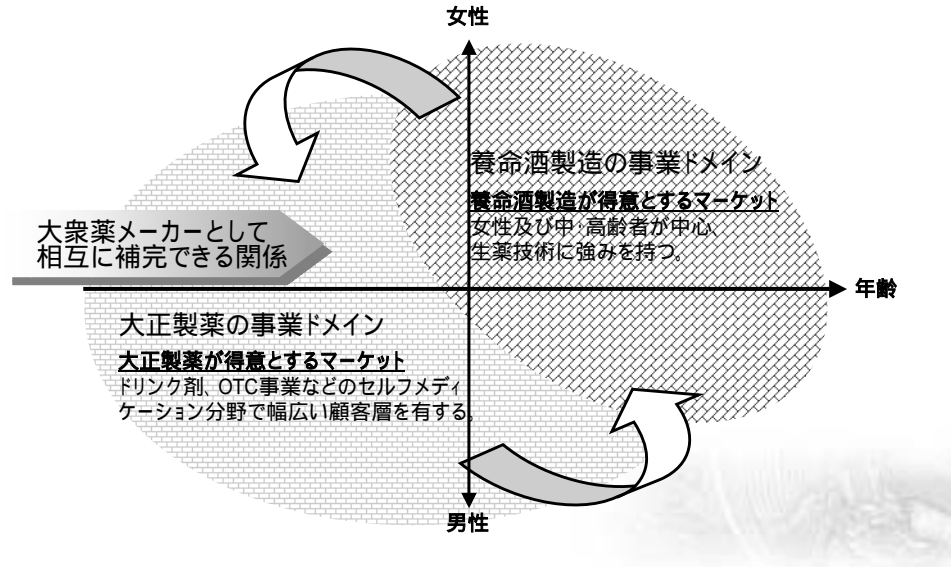 女性
養命酒製造の事業ドメイン
養命酒製造が得意とするマーケット
女性及び中・高齢者が中心、
生薬技術に強みを持つ。
大衆薬メーカーとして
相互に補完できる関係
年齢
大正製薬の事業ドメイン
大正製薬が得意とするマーケット
ドリンク剤、OTC事業などのセルフメディ
ケーション分野で幅広い顧客層を有する。
男性